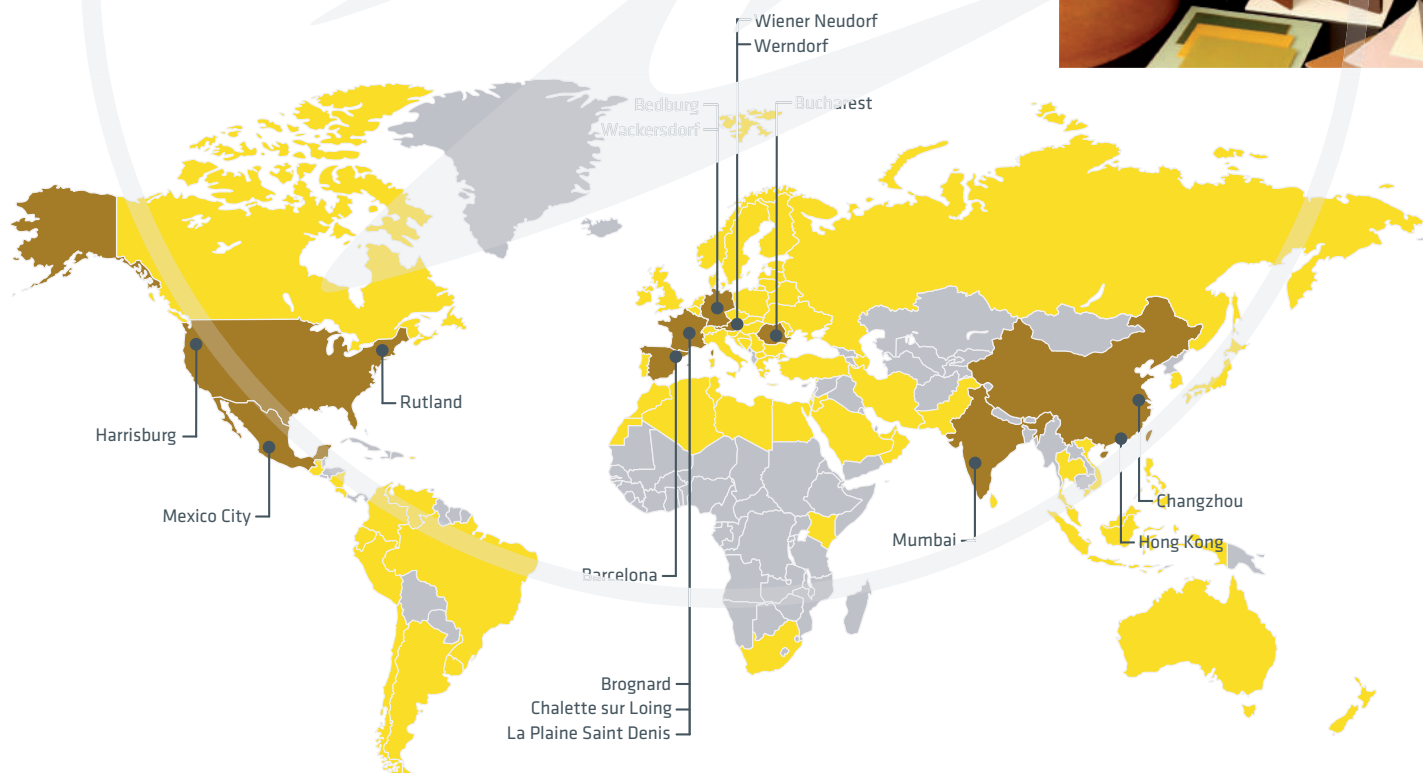 Wiener Neudorf
Werndorf
Bedburg
Bucharest
Wackersdorf
Rutland
Harrisburg
Mexico City
Changzhou
Mumbai
Hong Kong
Barcelona
Brognard
Chalette sur Loing
La Plaine Saint Denis